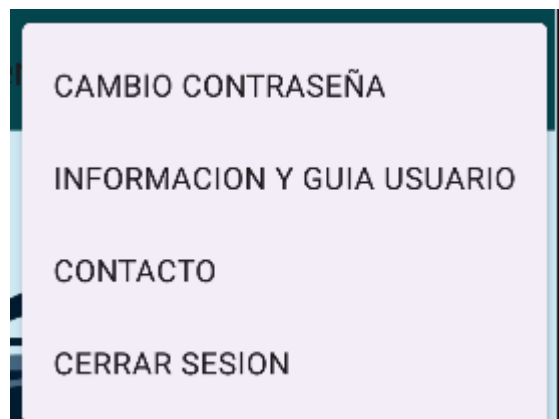 CAMBIO CONTRASEÑA
INFORMACION Y GUIA USUARIO
CONTACTO
CERRAR SESION